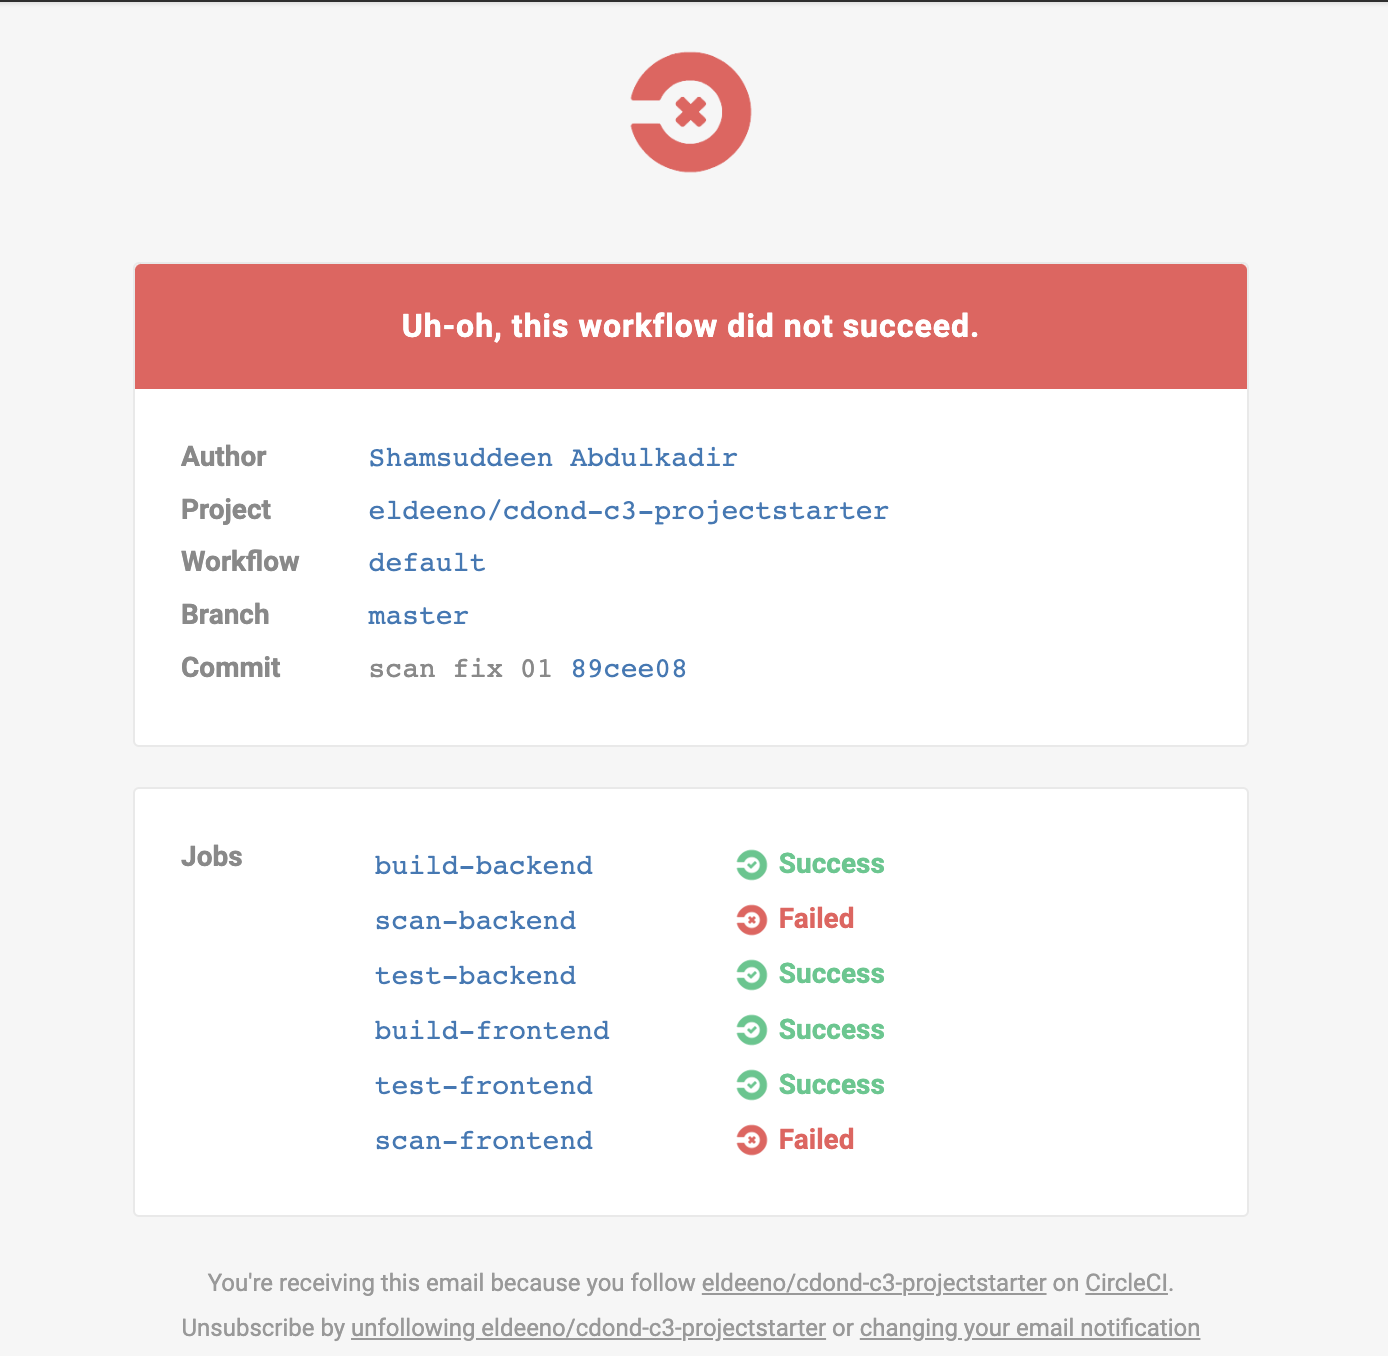 Uh-oh, this workflow did not succeed.
Author Shamsuddeen Abdulkadir
Project eldeeno/cdond-c3-projectstarter
Workflow default
Branch master
Commit scan fix 01 89cee08
Jobs build-backend Success
scan-backend Failed
test-backend Success
build-frontend Success
test-frontend Success
scan-frontend Failed
You're receiving this email because you follow eldeeno/cdond-c3-projectstarter on CircleCI.
Unsubscribe by unfollowing eldeeno/cdond-c3-projectstarter or changing your email notification